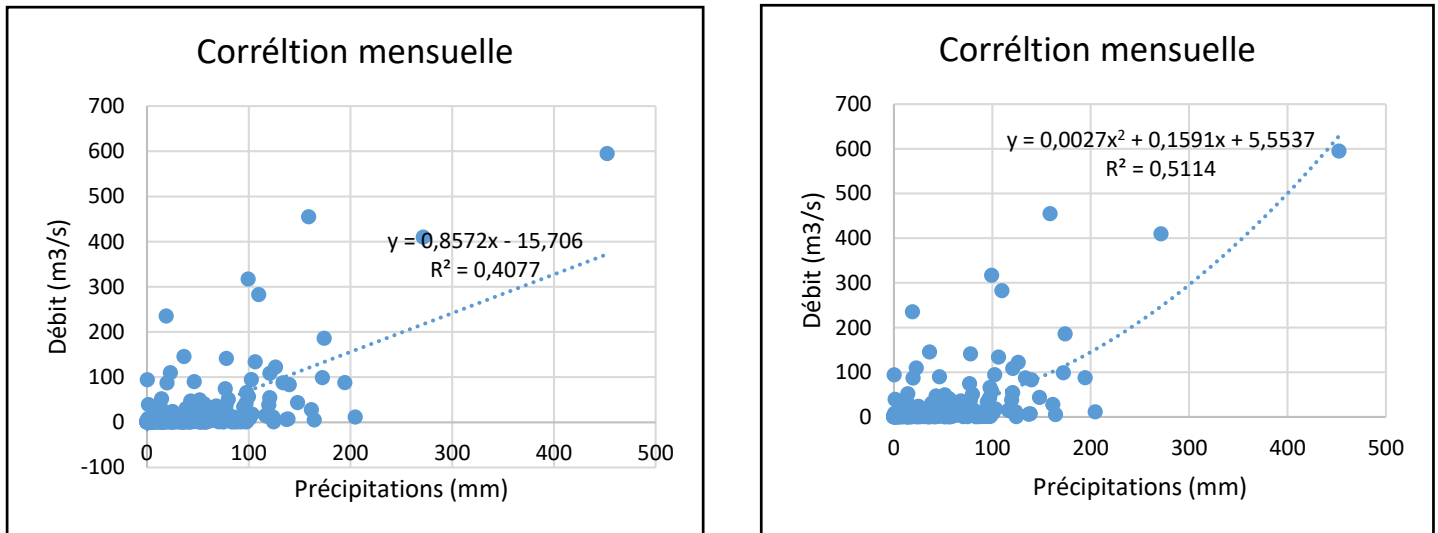 Corréltion mensuelle
700
600
500
400
300
200
100
0
-100
Débit (m3/s)
y = 0,8572x - 15,706
R² = 0,4077
0 100 200 300 400 500
Précipitations (mm)
Corréltion mensuelle
700
600
500
400
300
200
100
0
Débit (m3/s)
y = 0,0027x² + 0,1591x + 5,5537
R² = 0,5114
0 100 200 300 400 500
Précipitations (mm)